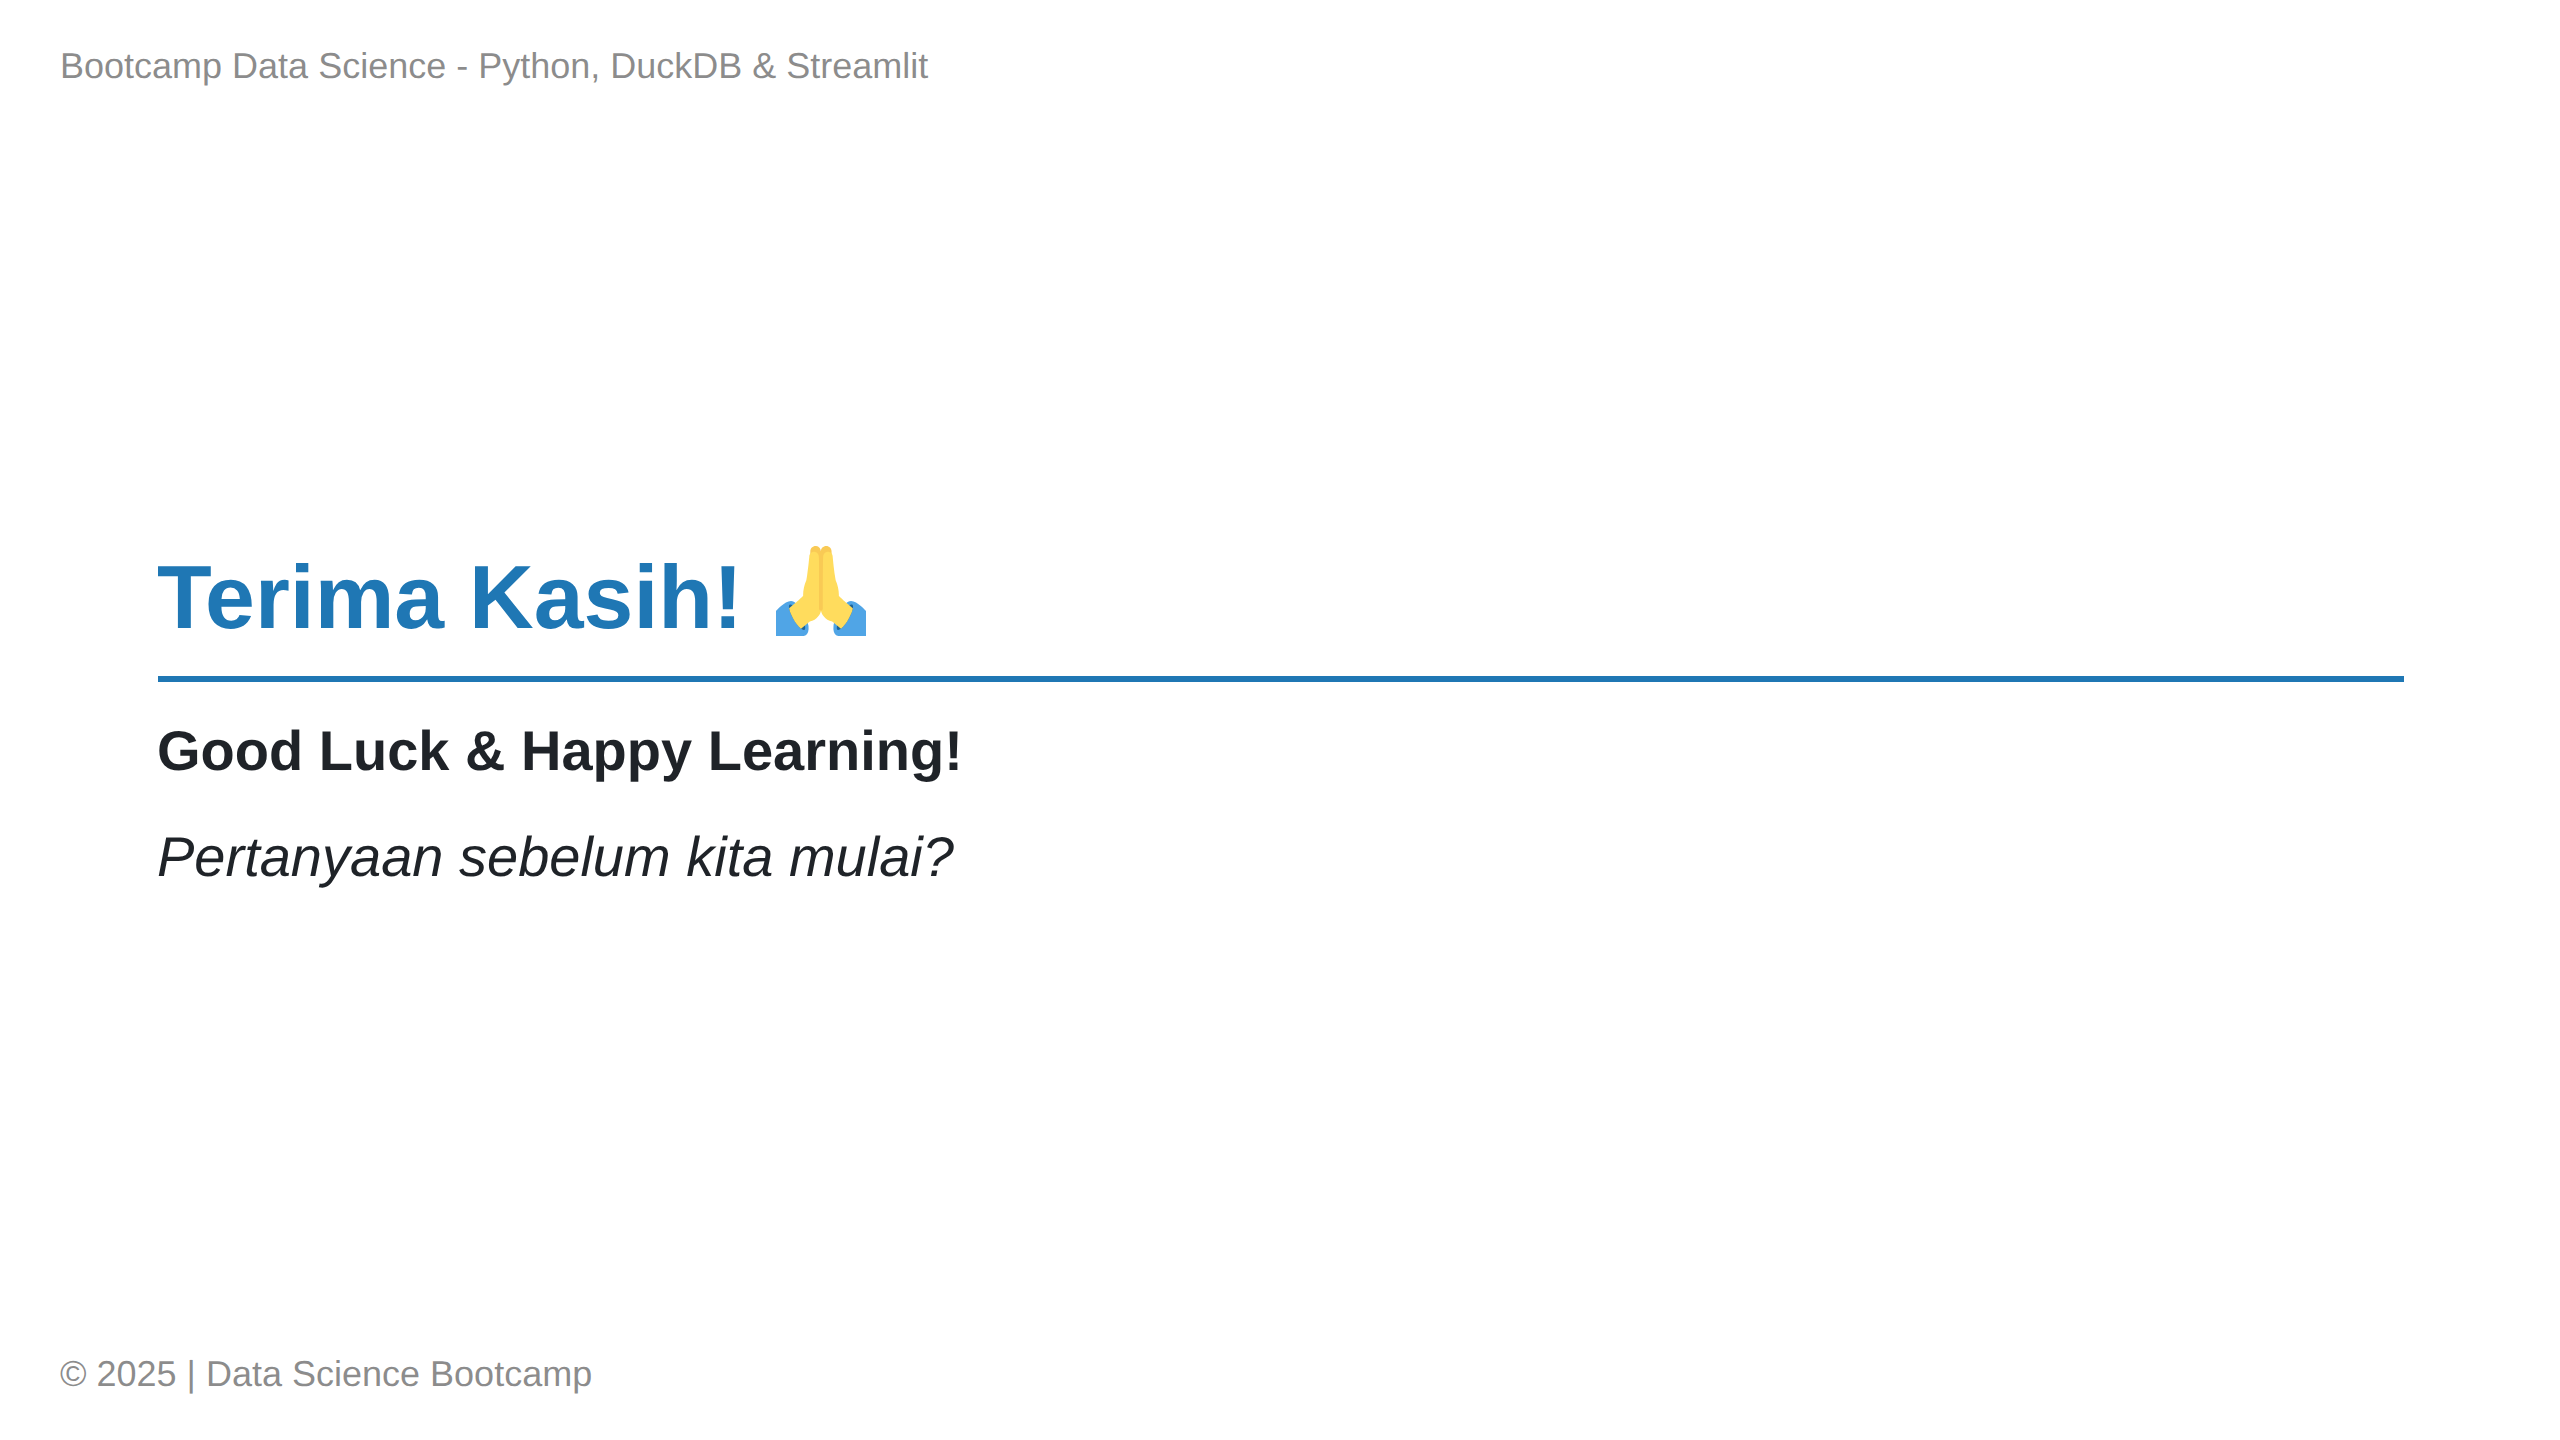 Bootcamp Data Science - Python, DuckDB & Streamlit
Terima Kasih! 🙏
Good Luck & Happy Learning!
Pertanyaan sebelum kita mulai?
© 2025 | Data Science Bootcamp